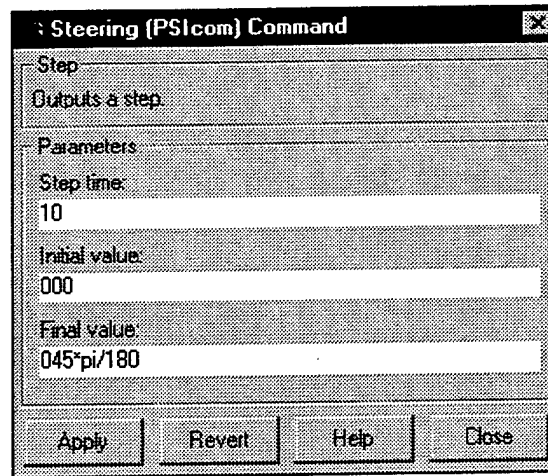 Steering (PSIcom) Command
Step
Outputs a step.
Parameters
Step time:
10
Initial value:
000
Final value:
045*pi/180
Apply Revert Help Close